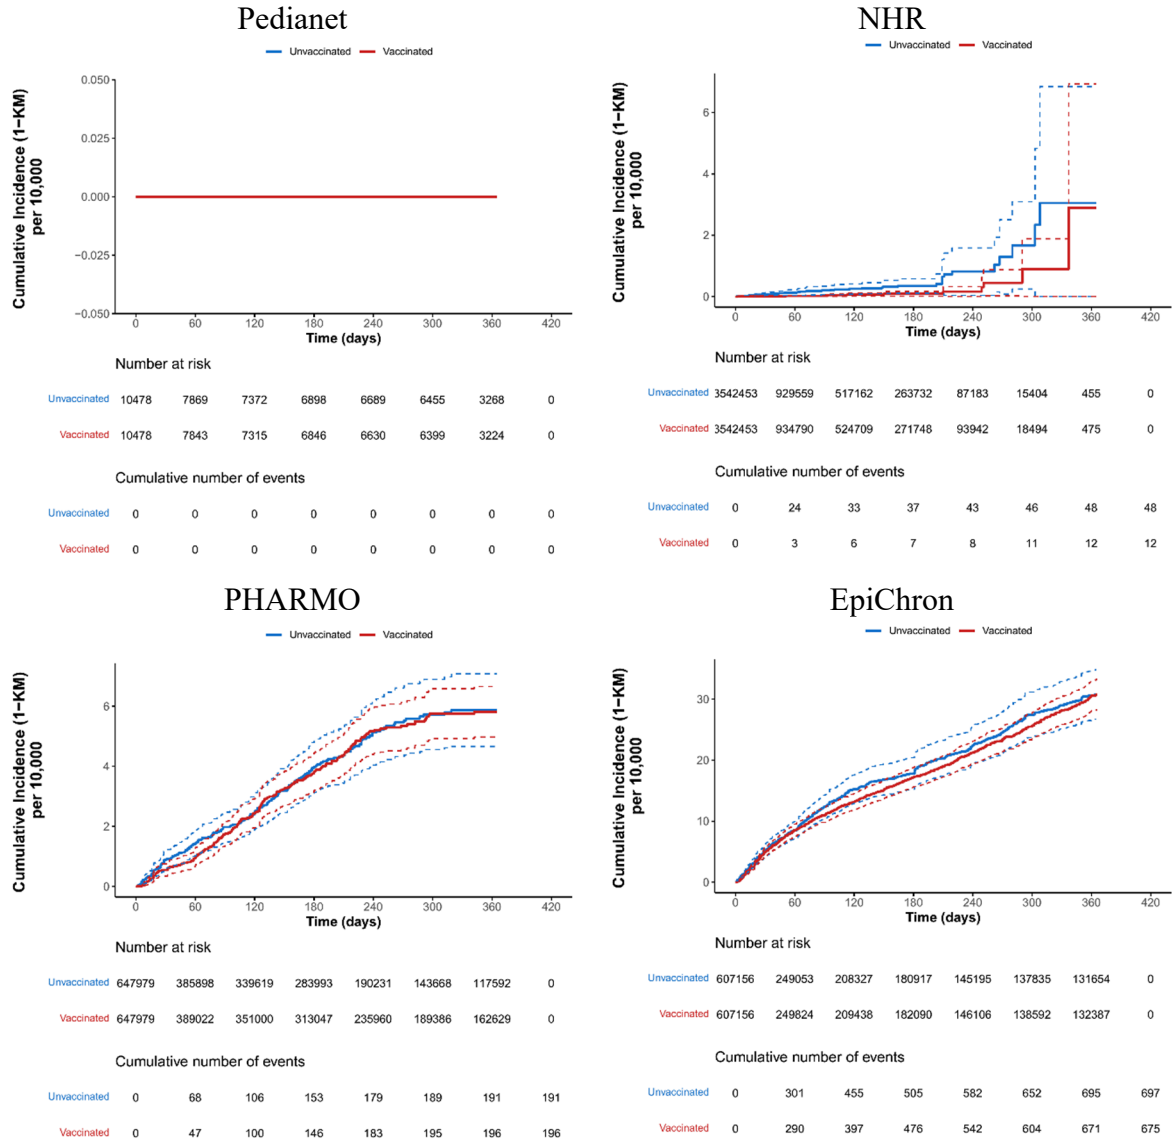 Pedianet
Unvaccinated Vaccinated
Cumulative Incidence (1−KM)
per 10,000
0.050
0.025
0.000
−0.025
−0.050
0 60 120 180 240 300 360 420
Time (days)
Number at risk
Unvaccinated 10478 7869 7372 6898 6689 6455 3268 0
Vaccinated 10478 7843 7315 6846 6630 6399 3224 0
Cumulative number of events
Unvaccinated 0 0 0 0 0 0 0 0
Vaccinated 0 0 0 0 0 0 0 0
NHR
Unvaccinated Vaccinated
Cumulative Incidence (1−KM)
per 10,000
6
4
2
0
0 60 120 180 240 300 360 420
Time (days)
Number at risk
Unvaccinated 3542453 929559 517162 263732 87183 15404 455 0
Vaccinated 3542453 934790 524709 271748 93942 18494 475 0
Cumulative number of events
Unvaccinated 0 24 33 37 43 46 48 48
Vaccinated 0 3 6 7 8 11 12 12
PHARMO
Unvaccinated Vaccinated
Cumulative Incidence (1−KM)
per 10,000
6
4
2
0
0 60 120 180 240 300 360 420
Time (days)
Number at risk
Unvaccinated 647979 385898 339619 283993 190231 143668 117592 0
Vaccinated 647979 389022 351000 313047 235960 189386 162629 0
Cumulative number of events
Unvaccinated 0 68 106 153 179 189 191 191
Vaccinated 0 47 100 146 183 195 196 196
EpiChron
Unvaccinated Vaccinated
Cumulative Incidence (1−KM)
per 10,000
30
20
10
0
0 60 120 180 240 300 360 420
Time (days)
Number at risk
Unvaccinated 607156 249053 208327 180917 145195 137835 131654 0
Vaccinated 607156 249824 209438 182090 146106 138592 132387 0
Cumulative number of events
Unvaccinated 0 301 455 505 582 652 695 697
Vaccinated 0 290 397 476 542 604 671 675